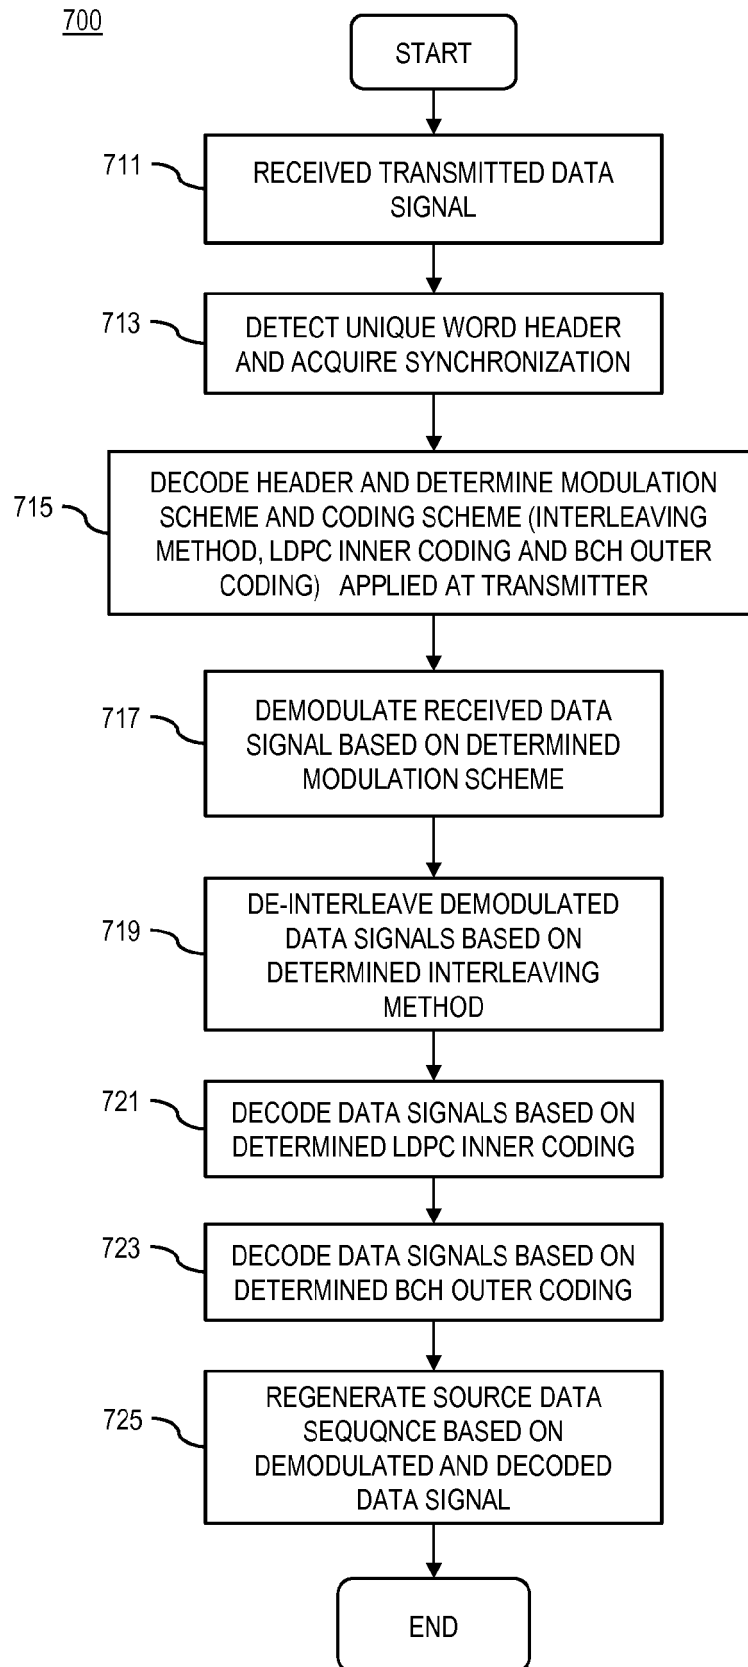 700
START
711
RECEIVED TRANSMITTED DATA
SIGNAL
713
DETECT UNIQUE WORD HEADER
AND ACQUIRE SYNCHRONIZATION
715
DECODE HEADER AND DETERMINE MODULATION
SCHEME AND CODING SCHEME (INTERLEAVING
METHOD, LDPC INNER CODING AND BCH OUTER
CODING) APPLIED AT TRANSMITTER
717
DEMODULATE RECEIVED DATA
SIGNAL BASED ON DETERMINED
MODULATION SCHEME
719
DE-INTERLEAVE DEMODULATED
DATA SIGNALS BASED ON
DETERMINED INTERLEAVING
METHOD
721
DECODE DATA SIGNALS BASED ON
DETERMINED LDPC INNER CODING
723
DECODE DATA SIGNALS BASED ON
DETERMINED BCH OUTER CODING
725
REGENERATE SOURCE DATA
SEQUQNCE BASED ON
DEMODULATED AND DECODED
DATA SIGNAL
END